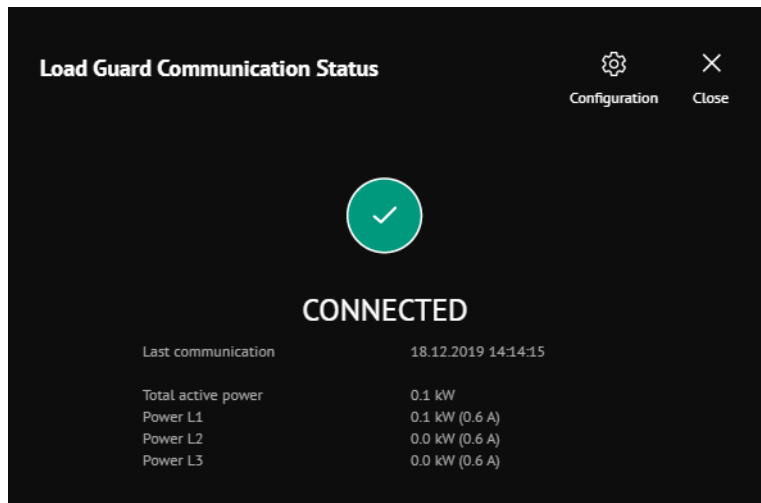 Load Guard Communication Status
Configuration
Close
CONNECTED
Last communication 18.12.2019 14:14:15
Total active power 0.1 kW
Power L1 0.1 kW (0.6 A)
Power L2 0.0 kW (0.6 A)
Power L3 0.0 kW (0.6 A)